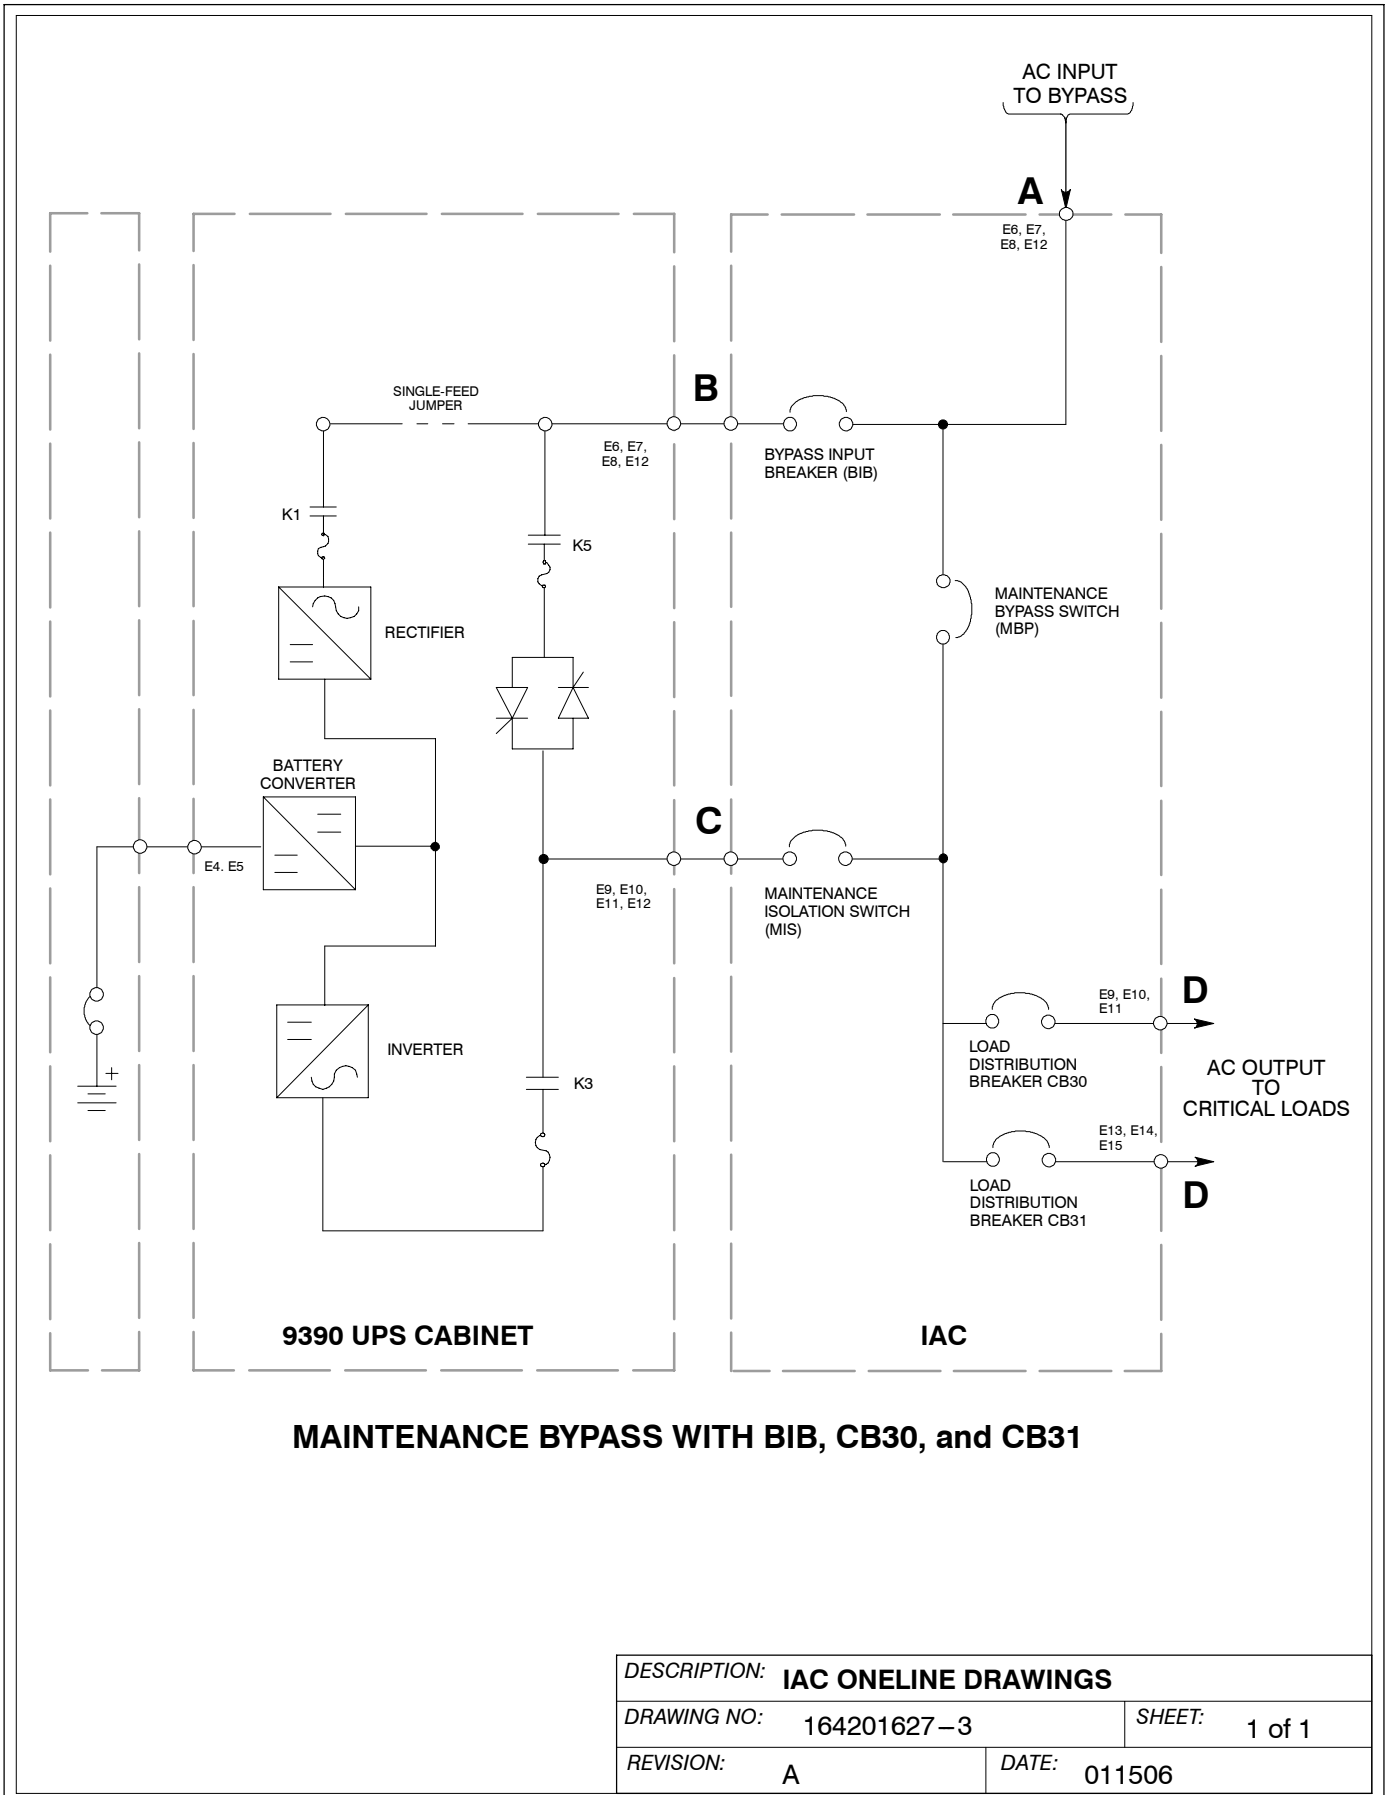 AC INPUT
TO BYPASS
A
E6, E7,
E8, E12
SINGLE-FEED
JUMPER
B
E6, E7,
E8, E12
BYPASS INPUT
BREAKER (BIB)
K1
K5
MAINTENANCE
BYPASS SWITCH
(MBP)
RECTIFIER
BATTERY
CONVERTER
E4. E5
C
E9, E10,
E11, E12
MAINTENANCE
ISOLATION SWITCH
(MIS)
+
INVERTER
K3
E9, E10,
E11
D
LOAD
DISTRIBUTION
BREAKER CB30
AC OUTPUT
TO
CRITICAL LOADS
E13, E14,
E15
D
LOAD
DISTRIBUTION
BREAKER CB31
9390 UPS CABINET
IAC
MAINTENANCE BYPASS WITH BIB, CB30, and CB31
DESCRIPTION: IAC ONELINE DRAWINGS
DRAWING NO: 164201627−3
SHEET: 1 of 1
REVISION: A
DATE: 011506